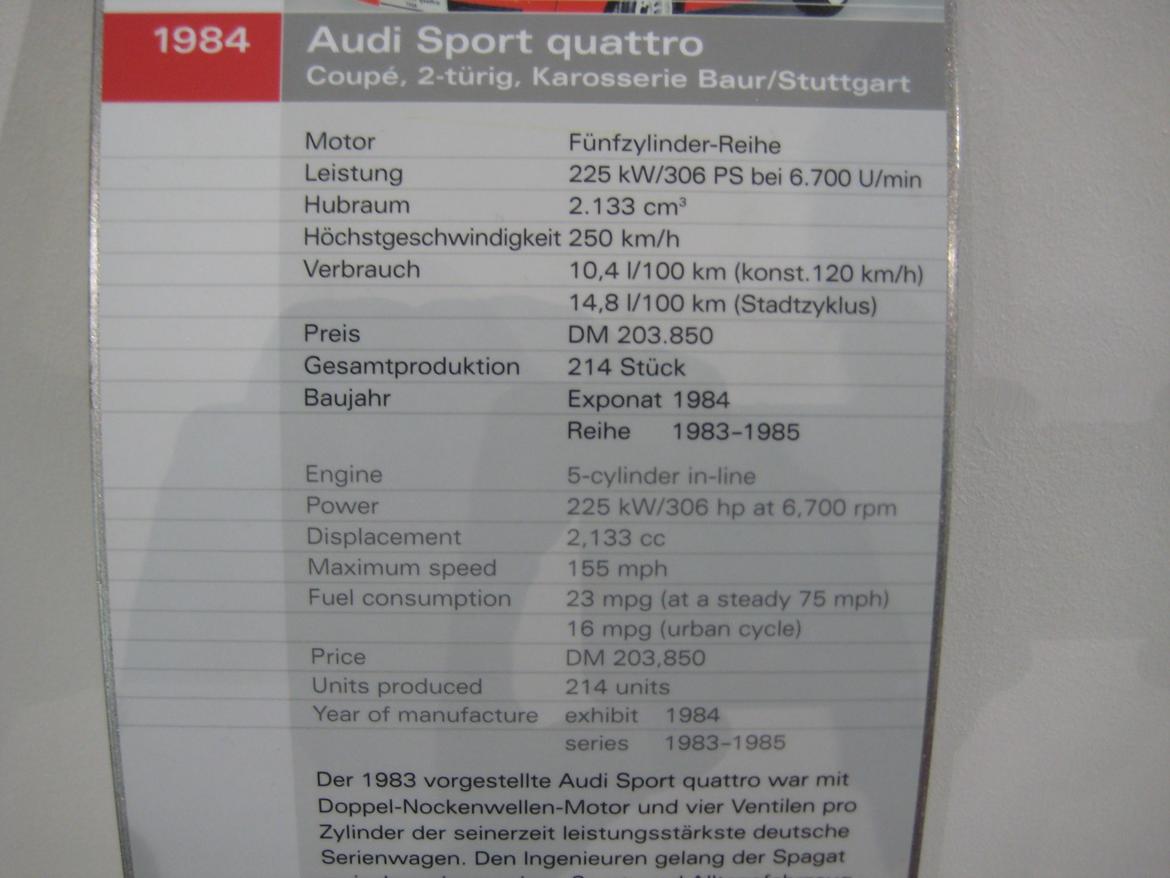 1984 Audi Sport quattro
Coupé, 2-türig, Karosserie Baur/Stuttgart
Motor Fünfzylinder-Reihe
Leistung 225 kW/306 PS bei 6.700 U/min
Hubraum 2.133 cm³
Höchstgeschwindigkeit 250 km/h
Verbrauch 10,4 l/100 km (konst.120 km/h)
14,8 l/100 km (Stadtzyklus)
Preis DM 203.850
Gesamtproduktion 214 Stück
Baujahr Exponat 1984
Reihe 1983–1985
Engine 5-cylinder in-line
Power 225 kW/306 hp at 6,700 rpm
Displacement 2,133 cc
Maximum speed 155 mph
Fuel consumption 23 mpg (at a steady 75 mph)
16 mpg (urban cycle)
Price DM 203,850
Units produced 214 units
Year of manufacture exhibit 1984
series 1983–1985
Der 1983 vorgestellte Audi Sport quattro war mit
Doppel-Nockenwellen-Motor und vier Ventilen pro
Zylinder der seinerzeit leistungsstärkste deutsche
Serienwagen. Den Ingenieuren gelang der Spagat